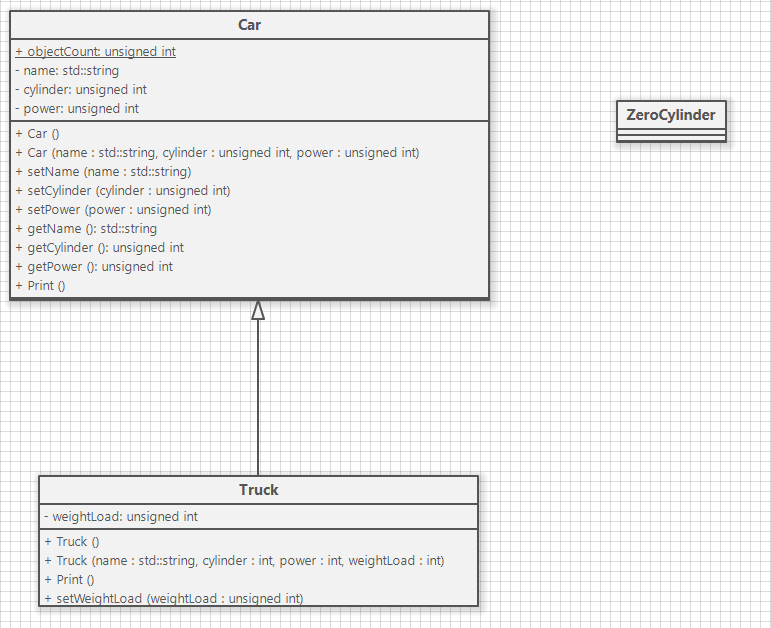 Car
+ objectCount: unsigned int
- name: std::string
- cylinder: unsigned int
- power: unsigned int
+ Car ()
+ Car (name : std::string, cylinder : unsigned int, power : unsigned int)
+ setName (name : std::string)
+ setCylinder (cylinder : unsigned int)
+ setPower (power : unsigned int)
+ getName (): std::string
+ getCylinder (): unsigned int
+ getPower (): unsigned int
+ Print ()
ZeroCylinder
Truck
- weightLoad: unsigned int
+ Truck ()
+ Truck (name : std::string, cylinder : int, power : int, weightLoad : int)
+ Print ()
+ setWeightLoad (weightLoad : unsigned int)